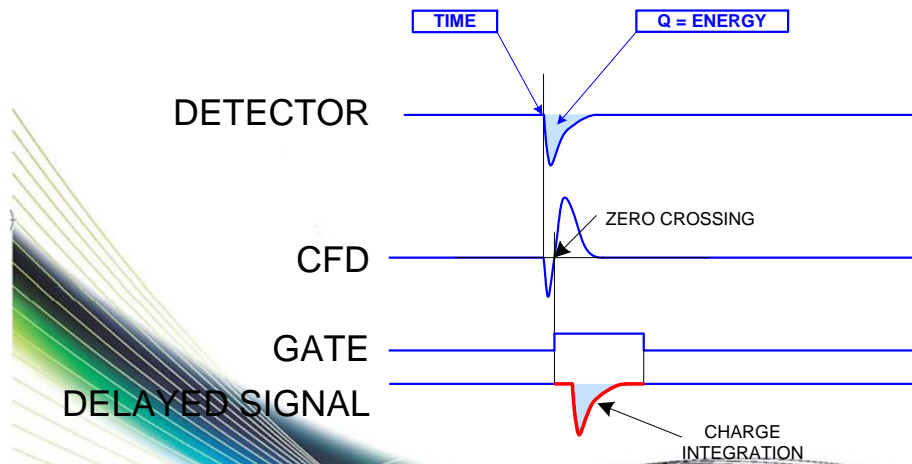 TIME
Q = ENERGY
DETECTOR
ZERO CROSSING
CFD
GATE
DELAYED SIGNAL
CHARGE
INTEGRATION